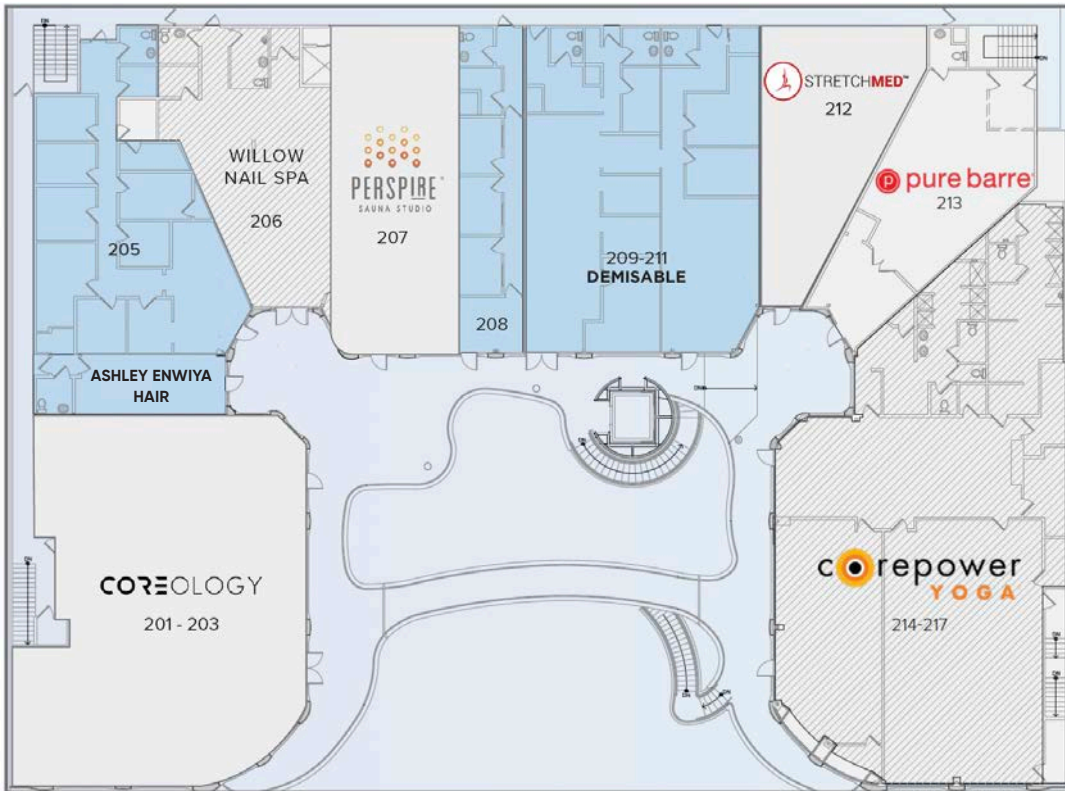 WILLOW
NAIL SPA
206
PERSPIRE
SAUNA STUDIO
207
STRETCHMED™
212
p pure barre
213
205
208
209-211
DEMISABLE
ASHLEY ENWIYA
HAIR
COREOLOGY
201 - 203
corepower
YOGA
214-217